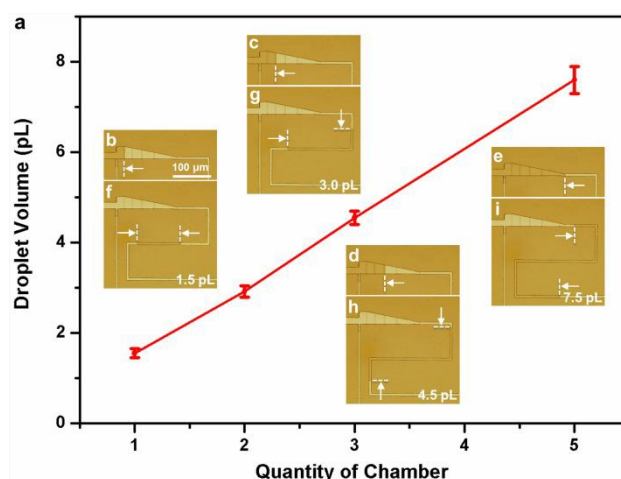 a
8
6
4
2
0
Droplet Volume (pL)
1
2
3
4
5
Quantity of Chamber
b
100 μm
f
1.5 pL
c
g
3.0 pL
d
h
4.5 pL
e
i
7.5 pL